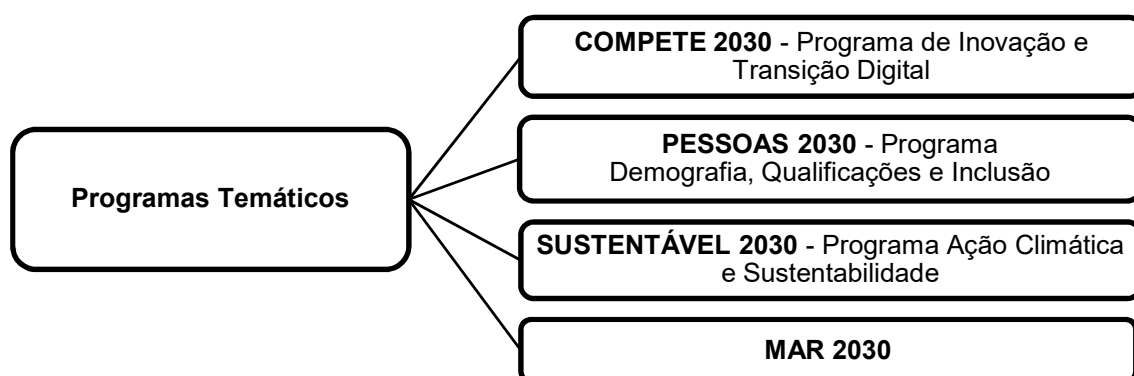 COMPETE 2030 - Programa de Inovação e
Transição Digital
PESSOAS 2030 - Programa
Demografia, Qualificações e Inclusão
Programas Temáticos
SUSTENTÁVEL 2030 - Programa Ação Climática
e Sustentabilidade
MAR 2030